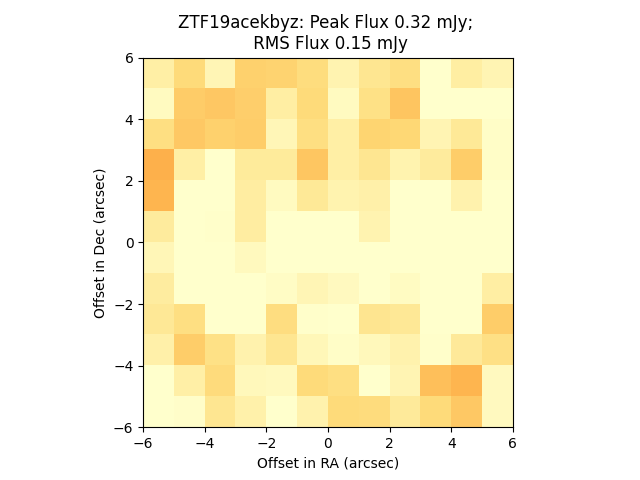 ZTF19acekbyz: Peak Flux 0.32 mJy;
RMS Flux 0.15 mJy
6
4
2
0
−2
−4
−6
Offset in Dec (arcsec)
−6 −4 −2 0 2 4 6
Offset in RA (arcsec)